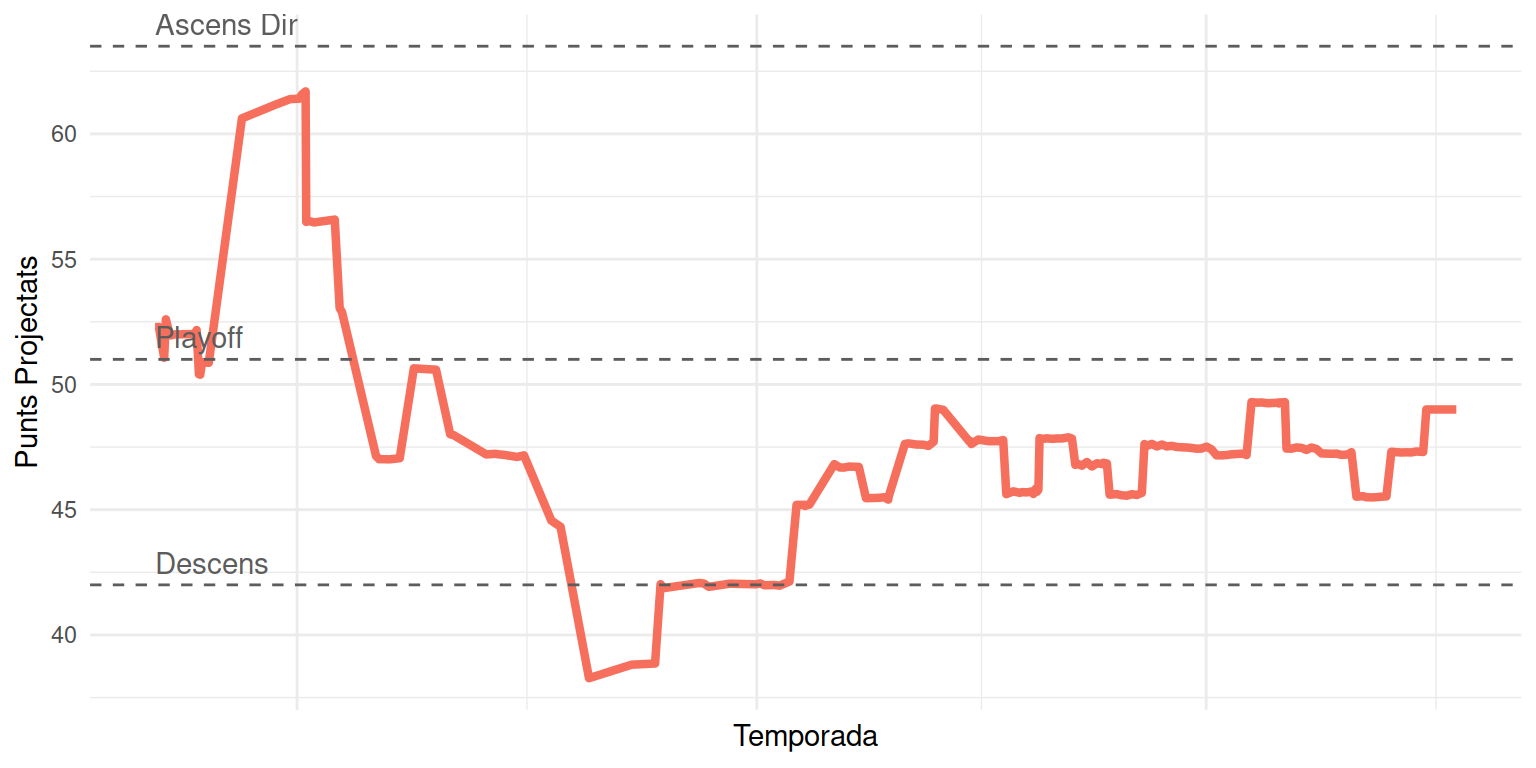 Ascens Dir
60
55
Playoff
50
45
Descens
40
Punts Projectats
Temporada